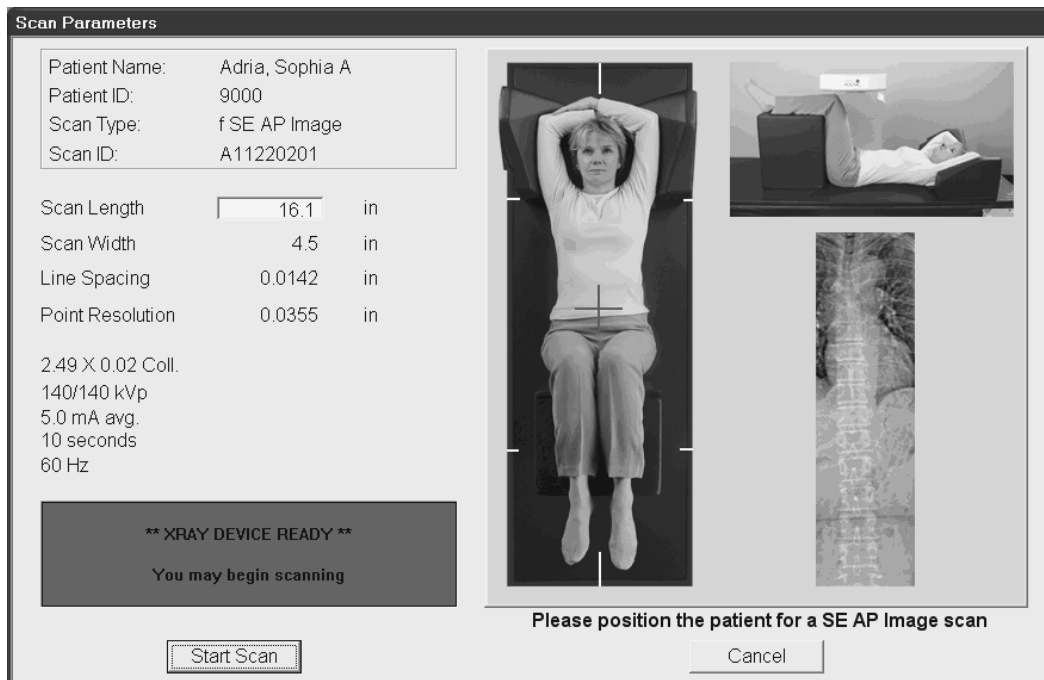 Scan Parameters
Patient Name: Adria, Sophia A
Patient ID: 9000
Scan Type: f SE AP Image
Scan ID: A11220201
Scan Length 16.1 in
Scan Width 4.5 in
Line Spacing 0.0142 in
Point Resolution 0.0355 in
2.49 X 0.02 Coll.
140/140 kVp
5.0 mA avg.
10 seconds
60 Hz
** XRAY DEVICE READY **
You may begin scanning
Please position the patient for a SE AP Image scan
Start Scan
Cancel